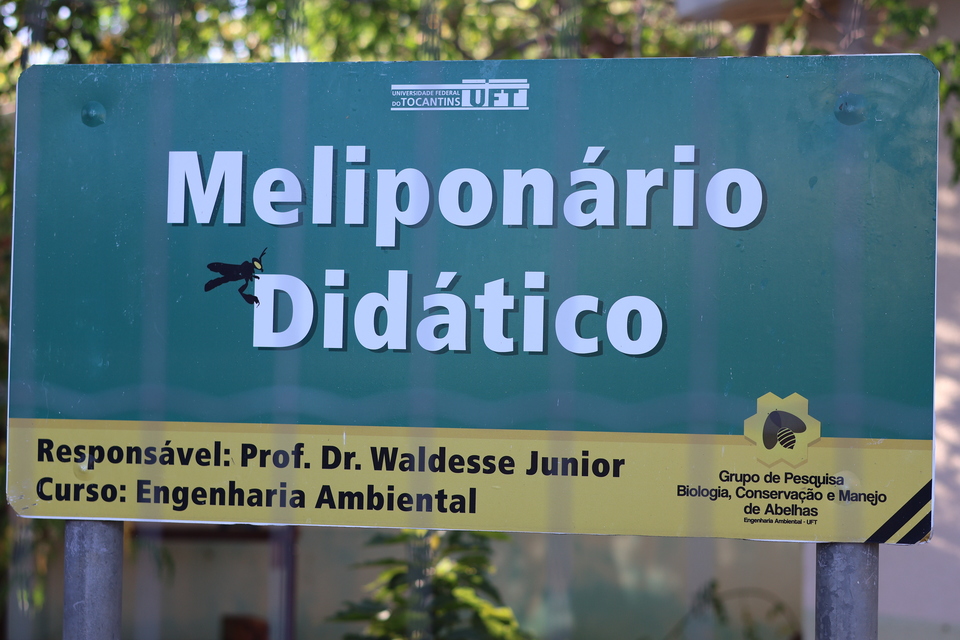 UNIVERSIDADE FEDERAL
DO TOCANTINS UFT
Meliponário
Didático
Responsável: Prof. Dr. Waldesse Junior
Curso: Engenharia Ambiental
Grupo de Pesquisa
Biologia, Conservação e Manejo
de Abelhas
Engenharia Ambiental - UFT